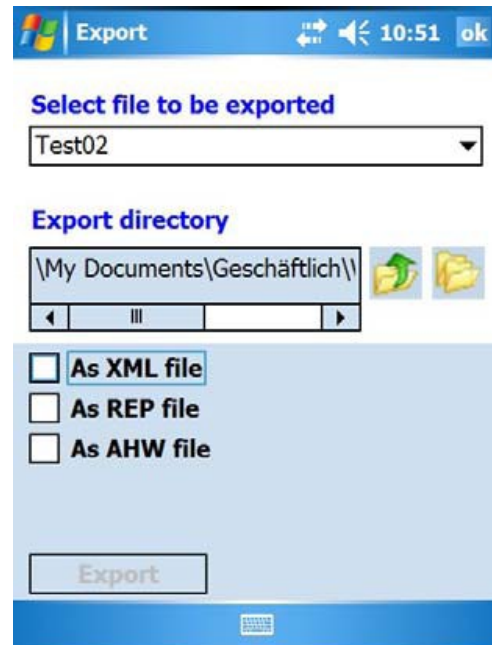 Export 10:51 ok
Select file to be exported
Test02
Export directory
\My Documents\Geschäftlich\\
As XML file
As REP file
As AHW file
Export